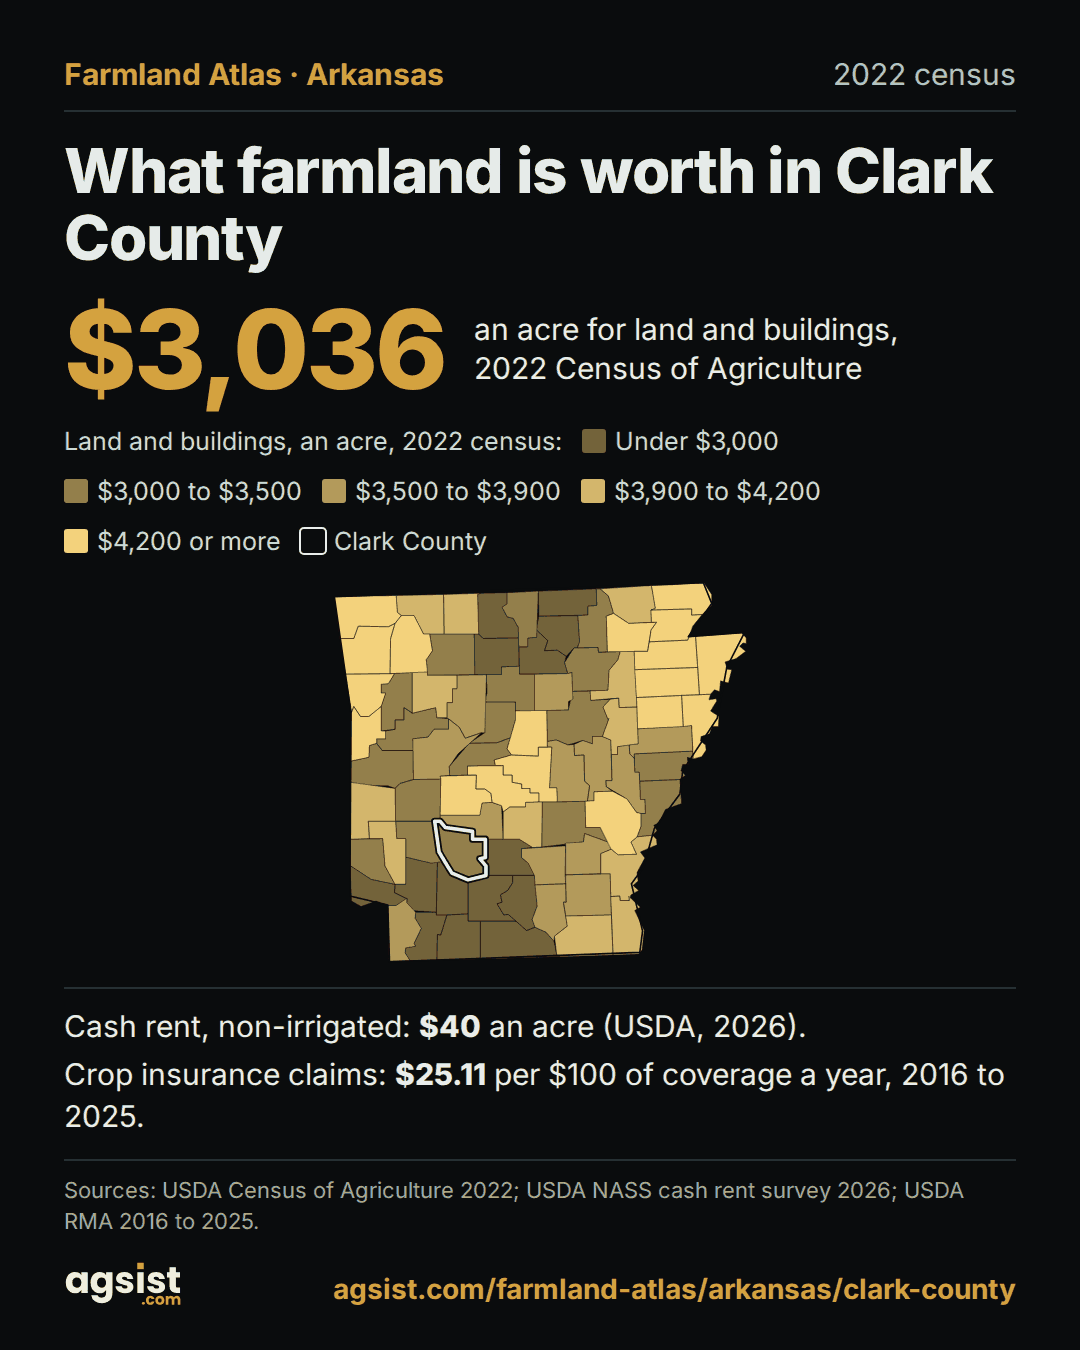 Farmland Atlas · Arkansas
2022 census
What farmland is worth in Clark
County
$3,036
an acre for land and buildings,
2022 Census of Agriculture
Land and buildings, an acre, 2022 census:
Under $3,000
$3,000 to $3,500
$3,500 to $3,900
$3,900 to $4,200
$4,200 or more
Clark County
Cash rent, non-irrigated: $40 an acre (USDA, 2026).
Crop insurance claims: $25.11 per $100 of coverage a year, 2016 to
2025.
Sources: USDA Census of Agriculture 2022; USDA NASS cash rent survey 2026; USDA
RMA 2016 to 2025.
agsist
.com
agsist.com/farmland-atlas/arkansas/clark-county